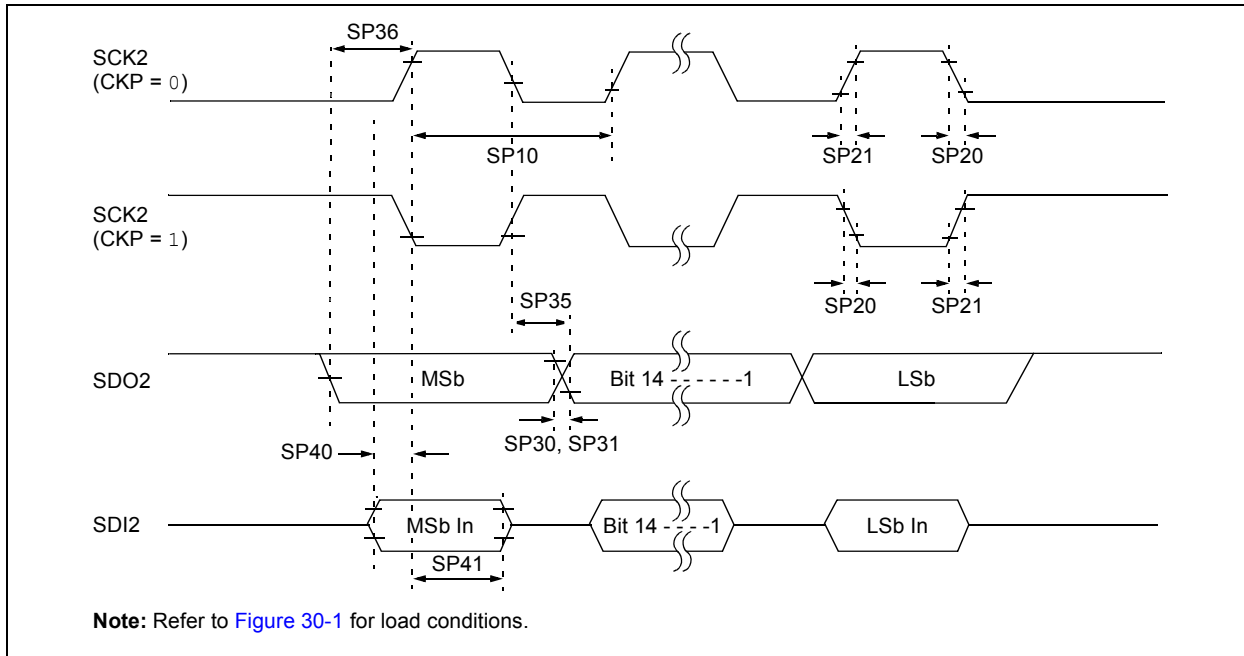 SP36
SCK2
(CKP = 0)
SP10
SP21
SP20
SCK2
(CKP = 1)
SP35
SP20
SP21
SDO2
MSb
Bit 14 - - - - - -1
LSb
SP30, SP31
SP40
SDI2
MSb In
Bit 14 - - - - -1
LSb In
SP41
Note: Refer to Figure 30-1 for load conditions.